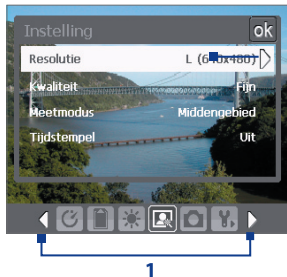 Instelling ok
Resolutie L (640x480)
Kwaliteit Fijn
Meetmodus Middengebied
Tijdstempel Uit
1